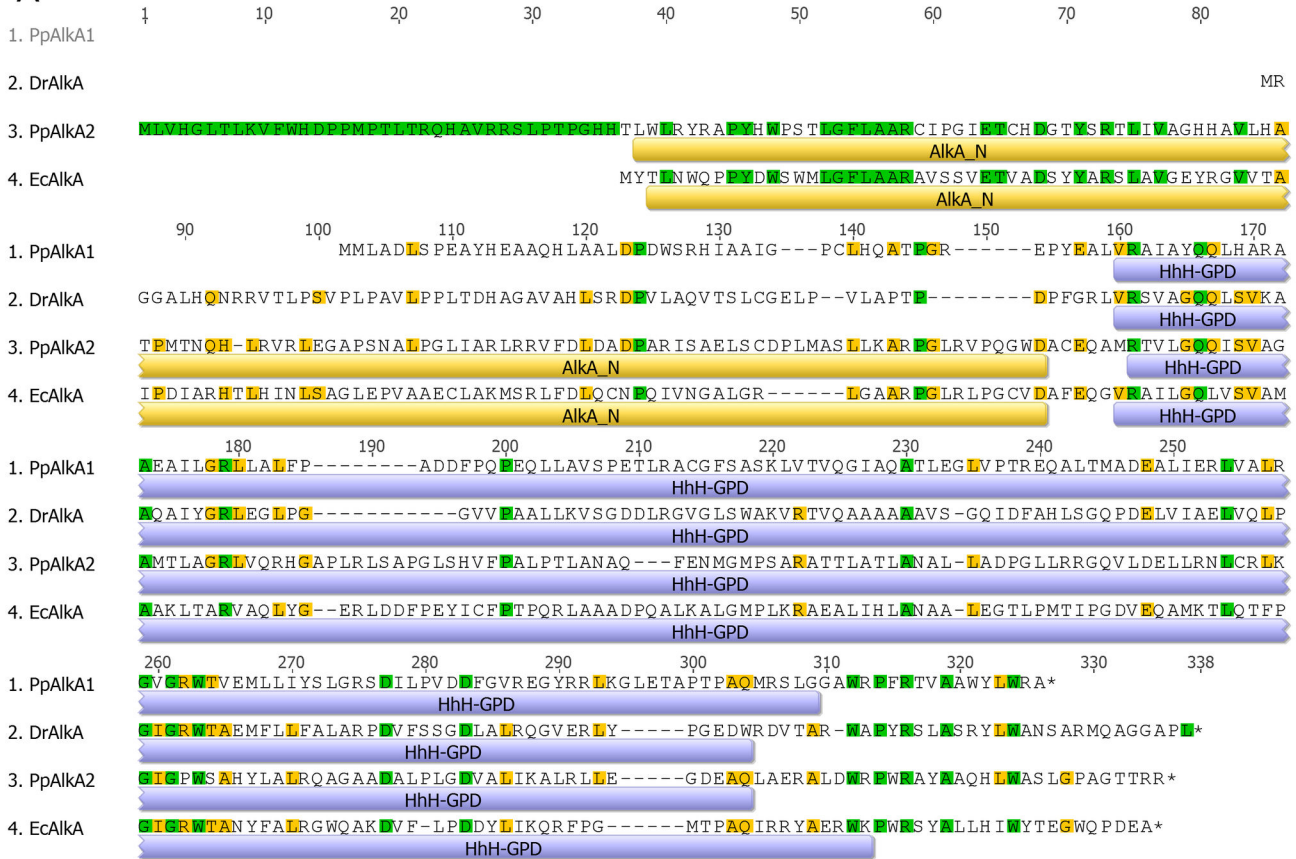 1 10 20 30 40 50 60 70 80
1. PpAlkA1
2. DrAlkA MR
3. PpAlkA2 MLVHGLTLKVFWHDPPMPTLTRQHAVRRSLPTPGHHTLWLRYRAPYHWPSTLGFLAARCIPGIETCHDGTYSRTLIVAGHHAVLHA
AlkA_N
4. EcAlkA MYTLNWQPPYDWSWMLGFLAARAVSSVETVADSYYARSLAVGEYRGVVTA
AlkA_N
90 100 110 120 130 140 150 160 170
1. PpAlkA1 MMLADLSPEAYHEAAQHLAALDPDWSRHIAAIG---PCLHQATPGR-------EPYEALVRAIAYQQLHARA
HhH-GPD
2. DrAlkA GGALHQNRRVTLPSVPLPAVLPPLTDHAGAVAHLSRDPVLAQVTSLCGELP--VLAPTP--------DPFGRLVRSVAGQQLSVKA
HhH-GPD
3. PpAlkA2 TPMTNQH-LRVRLEGAPSNALPGLIARLRRVFDLDADPARISAELSCDPLMASLLKARPGLRVPQGWDACEQAMRTVLGQQISVAG
AlkA_N HhH-GPD
4. EcAlkA IPDIARHTLHINLSAGLEPVAAECLAKMSRLFDLQCNPQIVNGALGR------LGAARPGLRLPGCVDAFEQGVRAILGQLVSVAM
AlkA_N HhH-GPD
180 190 200 210 220 230 240 250
1. PpAlkA1 AEAILGRLLALFP--------ADDFPQPEQLLAVSPETLRACGFSASKLVTVQGIAQATLEGLVPTREQALTMADEALIERLVALR
HhH-GPD
2. DrAlkA AQAIYGRLEGLPG-----------GVVPAALLKVSGDDLRGVGLSWAKVRTVQAAAAAAVS-GQIDFAHLSGQPDELVIAELVQLP
HhH-GPD
3. PpAlkA2 AMTLAGRLVQRHGAPLRLSAPGLSHVFPALPTLANAQ---FENMGMPSARATTLATLANAL-LADPGLLRRGQVLDELLRNLCRLK
HhH-GPD
4. EcAlkA AAKLTARVAQLYG--ERLDDFPEYICFPTPQRLAAADPQALKALGMPLKRAEALIHLANAA-LEGTLPMTIPGDVEQAMKTLQTFP
HhH-GPD
260 270 280 290 300 310 320 330 338
1. PpAlkA1 GVGRWTVEMLLIYSLGRSDILPVDDFGVREGYRRLKGLETAPTPAQMRSLGGAWRPFRTVAAWYLWRA*
HhH-GPD
2. DrAlkA GIGRWTAEMFLLFALARPDVFSSGDLALRQGVERLY-----PGEDWRDVTAR-WAPYRSLASRYLWANSARMQAGGAPL*
HhH-GPD
3. PpAlkA2 GIGPWSAHYLALRQAGAADALPLGDVALIKALRLLE-----GDEAQLAERALDWRPWRAYAAQHLWASLGPAGTTRR*
HhH-GPD
4. EcAlkA GIGRWTANYFALRGWQAKDVF-LPDDYLIKQRFPG------MTPAQIRRYAERWKPWRSYALLHIWYTEGWQPDEA*
HhH-GPD